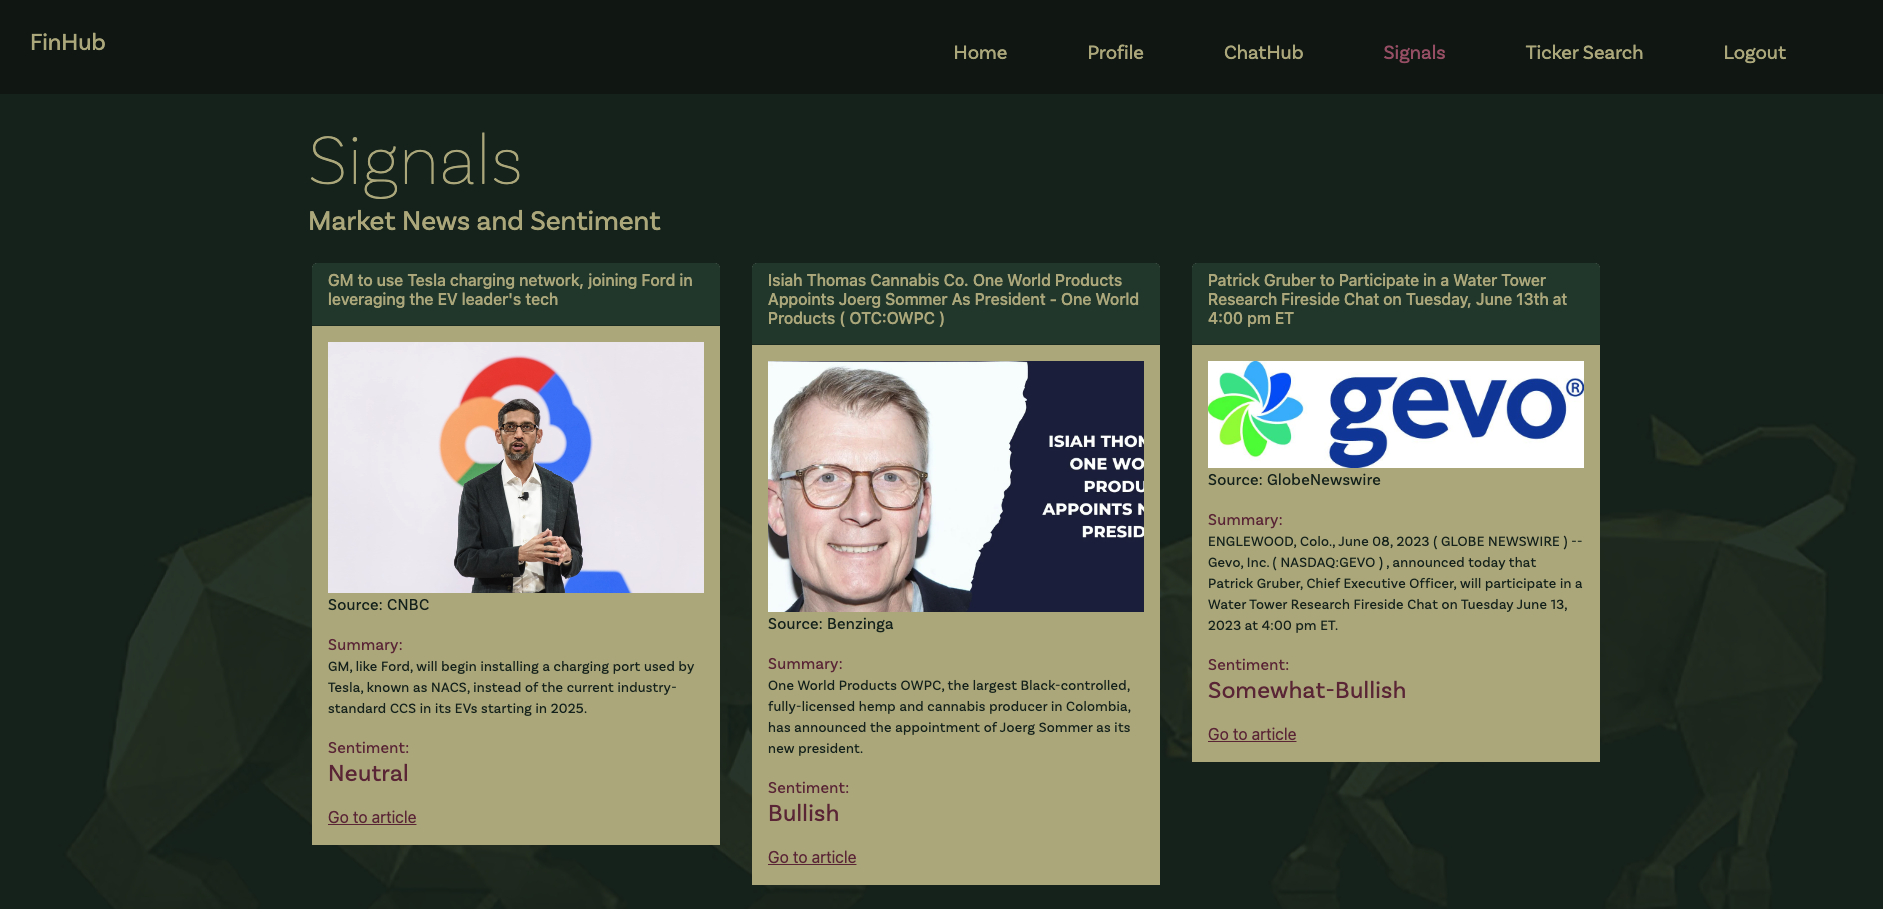 FinHub
Home
Profile
ChatHub
Signals
Ticker Search
Logout
Signals
Market News and Sentiment
GM to use Tesla charging network, joining Ford in
leveraging the EV leader's tech
Source: CNBC
Summary:
GM, like Ford, will begin installing a charging port used by
Tesla, known as NACS, instead of the current industry-
standard CCS in its EVs starting in 2025.
Sentiment:
Neutral
Go to article
Isiah Thomas Cannabis Co. One World Products
Appoints Joerg Sommer As President - One World
Products ( OTC:OWPC )
ISIAH THOM
ONE WO
PRODU
APPOINTS N
PRESID
Source: Benzinga
Summary:
One World Products OWPC, the largest Black-controlled,
fully-licensed hemp and cannabis producer in Colombia,
has announced the appointment of Joerg Sommer as its
new president.
Sentiment:
Bullish
Go to article
Patrick Gruber to Participate in a Water Tower
Research Fireside Chat on Tuesday, June 13th at
4:00 pm ET
gevo®
Source: GlobeNewswire
Summary:
ENGLEWOOD, Colo., June 08, 2023 ( GLOBE NEWSWIRE ) --
Gevo, Inc. ( NASDAQ:GEVO ) , announced today that
Patrick Gruber, Chief Executive Officer, will participate in a
Water Tower Research Fireside Chat on Tuesday June 13,
2023 at 4:00 pm ET.
Sentiment:
Somewhat-Bullish
Go to article